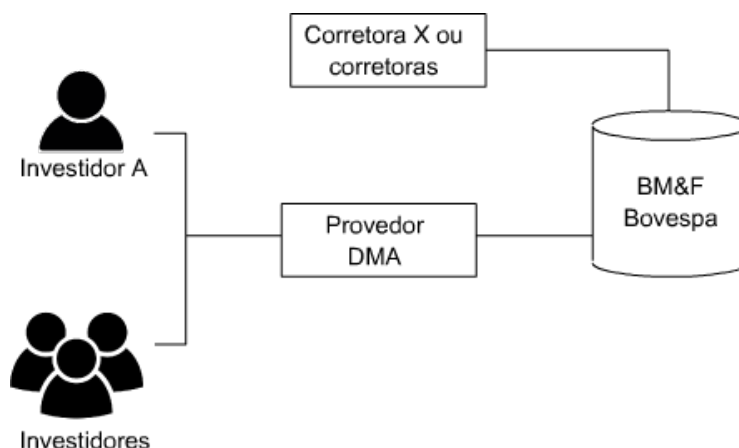 Corretora X ou
corretoras
Investidor A
BM&F
Bovespa
Provedor
DMA
Investidores